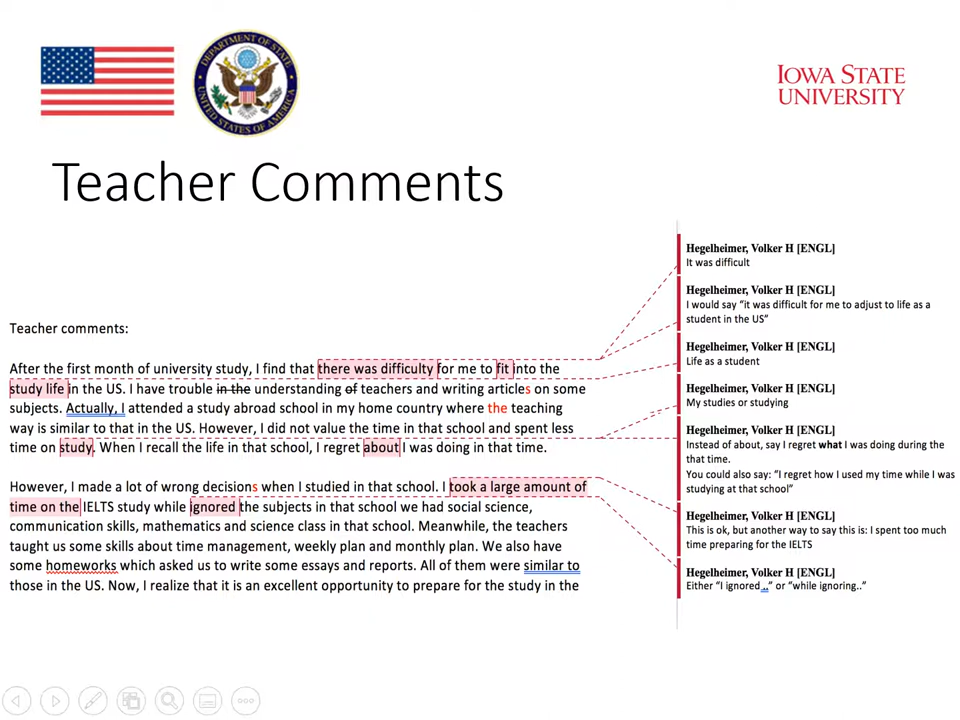 DEPARTMENT OF STATE
UNITED STATES OF AMERICA
IOWA STATE
UNIVERSITY
Teacher Comments
Teacher comments:
After the first month of university study, I find that there was difficulty for me to fit into the
study life in the US. I have trouble in the understanding of teachers and writing articles on some
subjects. Actually, I attended a study abroad school in my home country where the teaching
way is similar to that in the US. However, I did not value the time in that school and spent less
time on study. When I recall the life in that school, I regret about I was doing in that time.
However, I made a lot of wrong decisions when I studied in that school. I took a large amount of
time on the IELTS study while ignored the subjects in that school we had social science,
communication skills, mathematics and science class in that school. Meanwhile, the teachers
taught us some skills about time management, weekly plan and monthly plan. We also have
some homeworks which asked us to write some essays and reports. All of them were similar to
those in the US. Now, I realize that it is an excellent opportunity to prepare for the study in the
Hegelheimer, Volker H [ENGL]
It was difficult
Hegelheimer, Volker H [ENGL]
I would say “it was difficult for me to adjust to life as a
student in the US”
Hegelheimer, Volker H [ENGL]
Life as a student
Hegelheimer, Volker H [ENGL]
My studies or studying
Hegelheimer, Volker H [ENGL]
Instead of about, say I regret what I was doing during the
that time.
You could also say: “I regret how I used my time while I was
studying at that school”
Hegelheimer, Volker H [ENGL]
This is ok, but another way to say this is: I spent too much
time preparing for the IELTS
Hegelheimer, Volker H [ENGL]
Either “I ignored ..” or “while ignoring..”